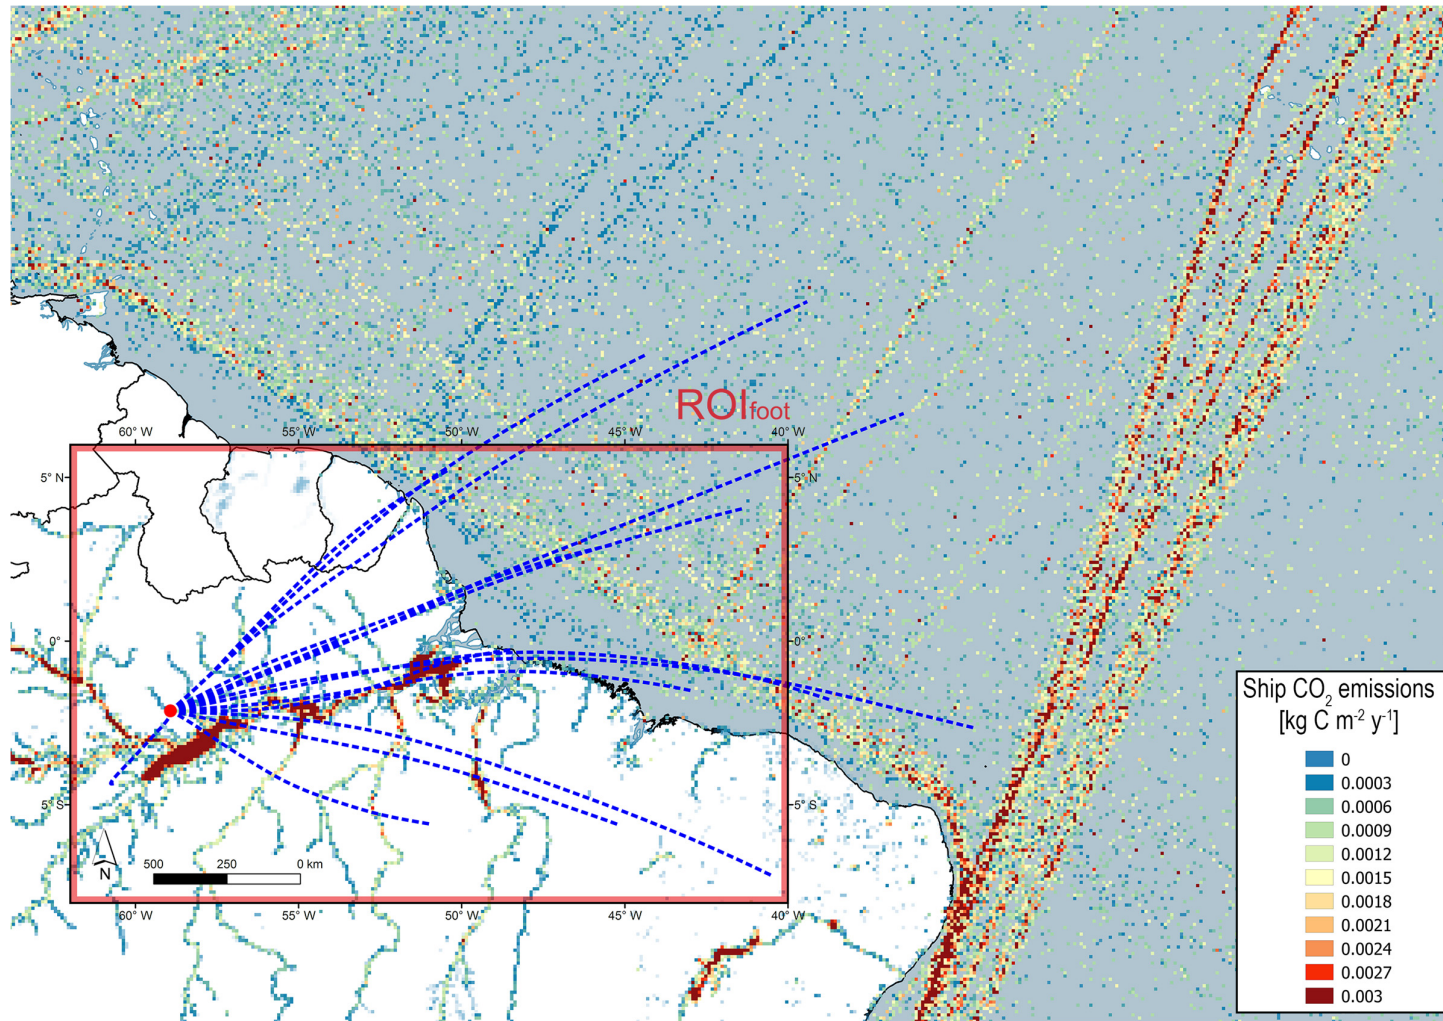 ROIfoot
60° W 55° W 50° W 45° W 40° W
5° N 5° N
0° 0°
5° S 5° S
N
500 250 0 km
60° W 55° W 50° W 45° W 40° W
Ship CO₂ emissions
[kg C m⁻² y⁻¹]
0
0.0003
0.0006
0.0009
0.0012
0.0015
0.0018
0.0021
0.0024
0.0027
0.003